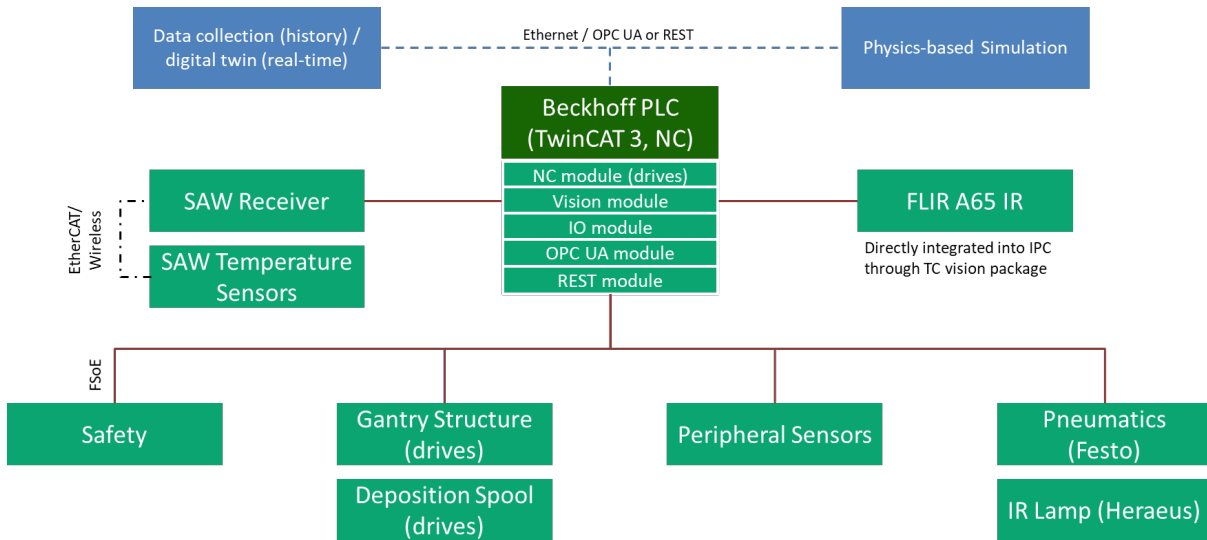 Data collection (history) /
digital twin (real-time)
Ethernet / OPC UA or REST
Physics-based Simulation
Beckhoff PLC
(TwinCAT 3, NC)
NC module (drives)
Vision module
IO module
OPC UA module
REST module
EtherCAT/
Wireless
SAW Receiver
SAW Temperature
Sensors
FLIR A65 IR
Directly integrated into IPC
through TC vision package
FSoE
Safety
Gantry Structure
(drives)
Deposition Spool
(drives)
Peripheral Sensors
Pneumatics
(Festo)
IR Lamp (Heraeus)